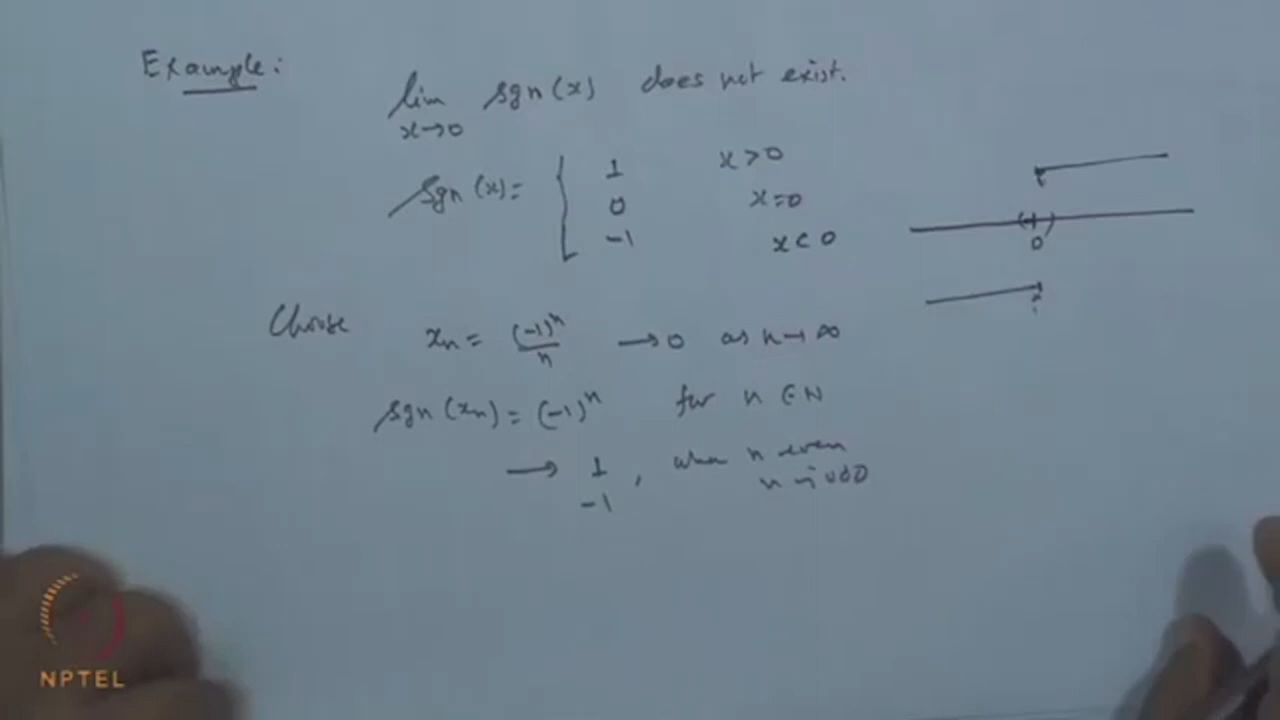 Example:
lim sgn(x) does not exist.
x→0
sgn(x) = { 1 x > 0
0 x = 0
-1 x < 0
0
Choose xₙ = (-1)ⁿ/n → 0 as n → ∞
sgn(xₙ) = (-1)ⁿ for n ∈ N
→ 1, when n even
-1 n is odd
NPTEL